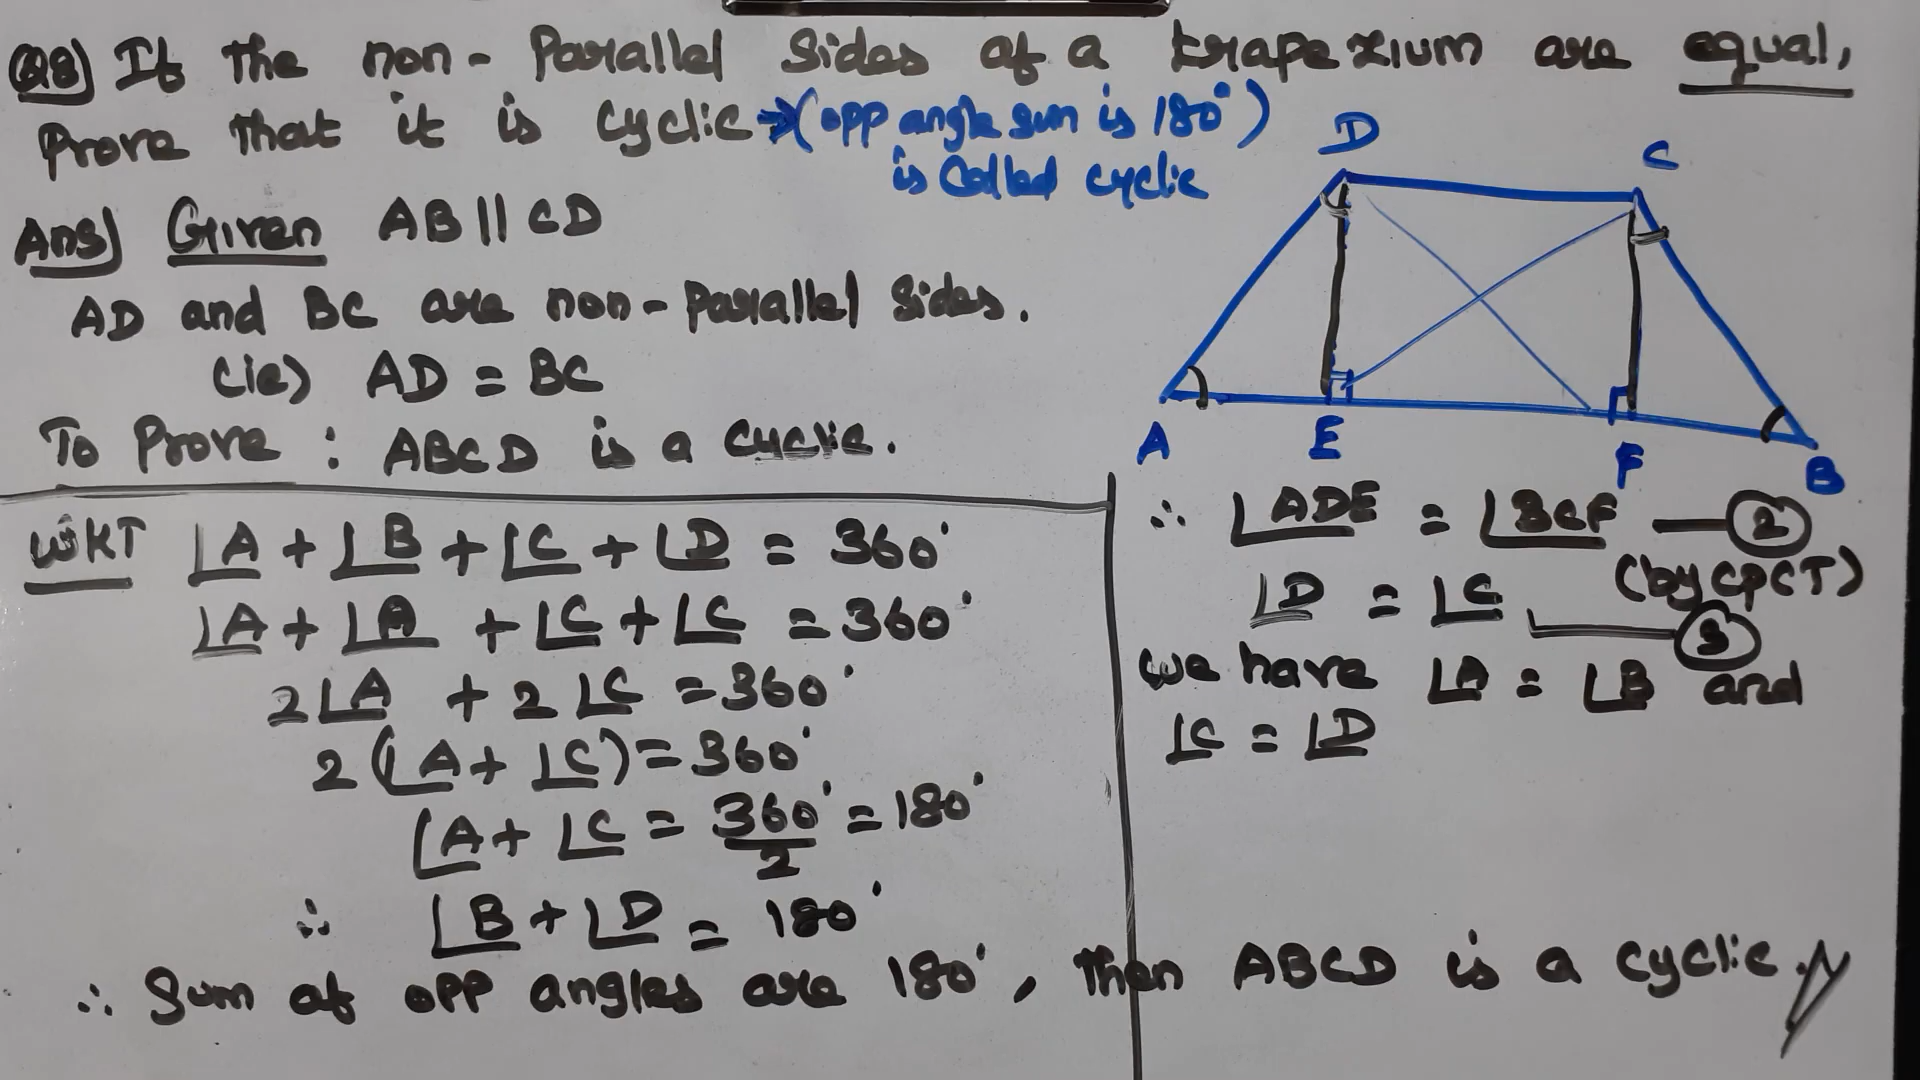 Q8) If the non-Parallel Sides of a trapezium are equal,
Prove that it is cyclic → (opp angle sum is 180°)
is called cyclic
Ans) Given AB || CD
AD and BC are non-Parallel Sides.
(ie) AD = BC
To Prove : ABCD is a cyclic.
D C
A E F B
WKT ∠A + ∠B + ∠C + ∠D = 360°
∠A + ∠A + ∠C + ∠C = 360°
2∠A + 2∠C = 360°
2(∠A + ∠C) = 360°
∠A + ∠C = 360°/2 = 180°
∴ ∠B + ∠D = 180°
∴ ∠ADE = ∠BCF — ②
(by CPCT)
∠D = ∠C — ③
we have ∠A = ∠B and
∠C = ∠D
∴ Sum of opp angles are 180°, then ABCD is a cyclic.